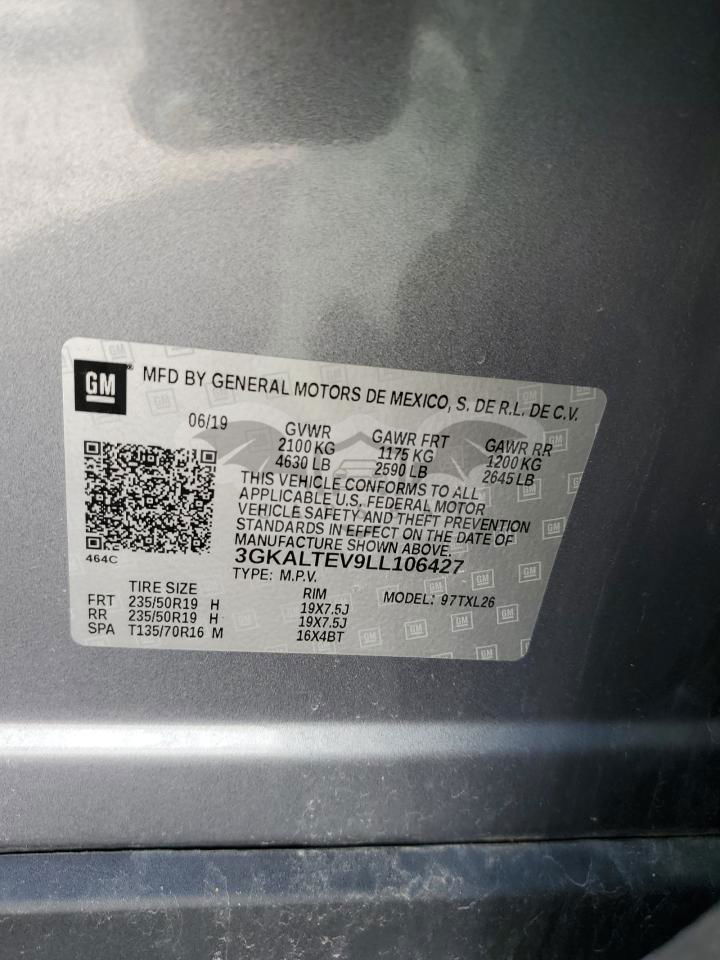 GM
MFD BY GENERAL MOTORS DE MEXICO, S. DE R.L. DE C.V.
06/19
GVWR GAWR FRT GAWR RR
2100 KG 1175 KG 1200 KG
4630 LB 2590 LB 2645 LB
THIS VEHICLE CONFORMS TO ALL
APPLICABLE U.S. FEDERAL MOTOR
VEHICLE SAFETY AND THEFT PREVENTION
STANDARDS IN EFFECT ON THE DATE OF
MANUFACTURE SHOWN ABOVE.
464C
3GKALTEV9LL106427
TYPE: M.P.V.
TIRE SIZE RIM MODEL: 97TXL26
FRT 235/50R19 H 19X7.5J
RR 235/50R19 H 19X7.5J
SPA T135/70R16 M 16X4BT